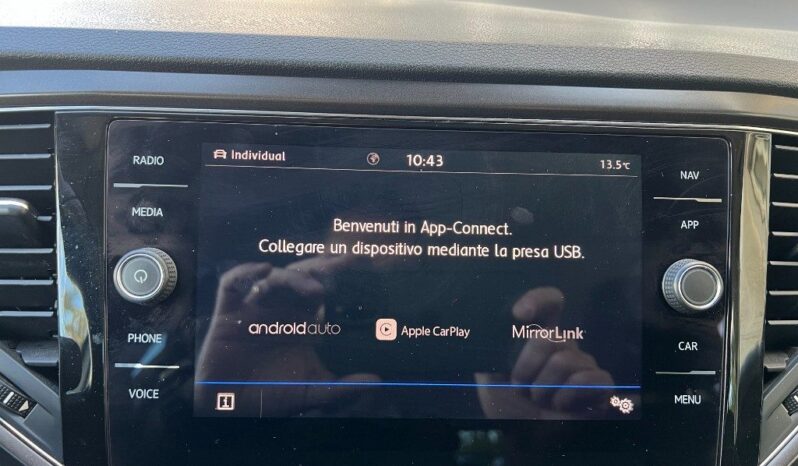 RADIO
MEDIA
PHONE
VOICE
Individual 10:43 13.5°C
Benvenuti in App-Connect.
Collegare un dispositivo mediante la presa USB.
androidauto Apple CarPlay MirrorLink
i
NAV
APP
CAR
MENU